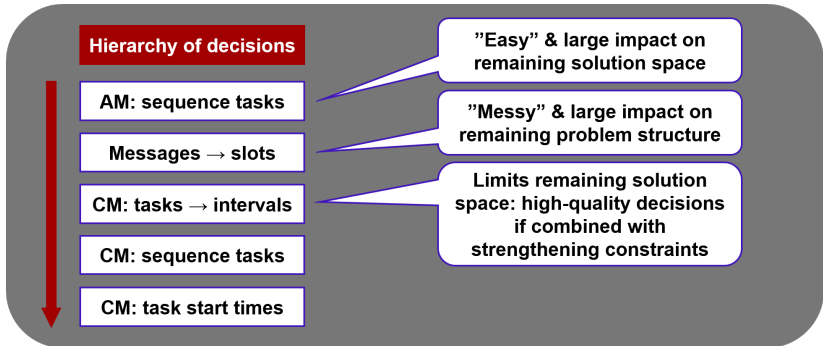 Hierarchy of decisions
AM: sequence tasks
Messages → slots
CM: tasks → intervals
CM: sequence tasks
CM: task start times
”Easy” & large impact on
remaining solution space
”Messy” & large impact on
remaining problem structure
Limits remaining solution
space: high-quality decisions
if combined with
strengthening constraints